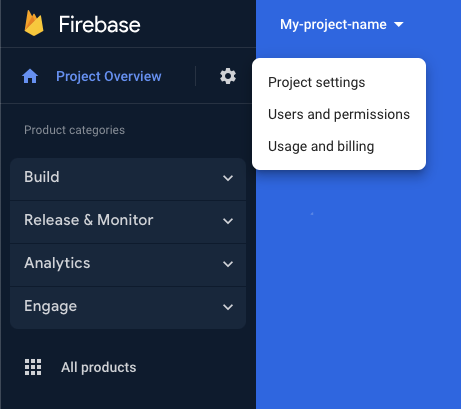 Firebase
My-project-name
Project Overview
Project settings
Users and permissions
Usage and billing
Product categories
Build
Release & Monitor
Analytics
Engage
All products